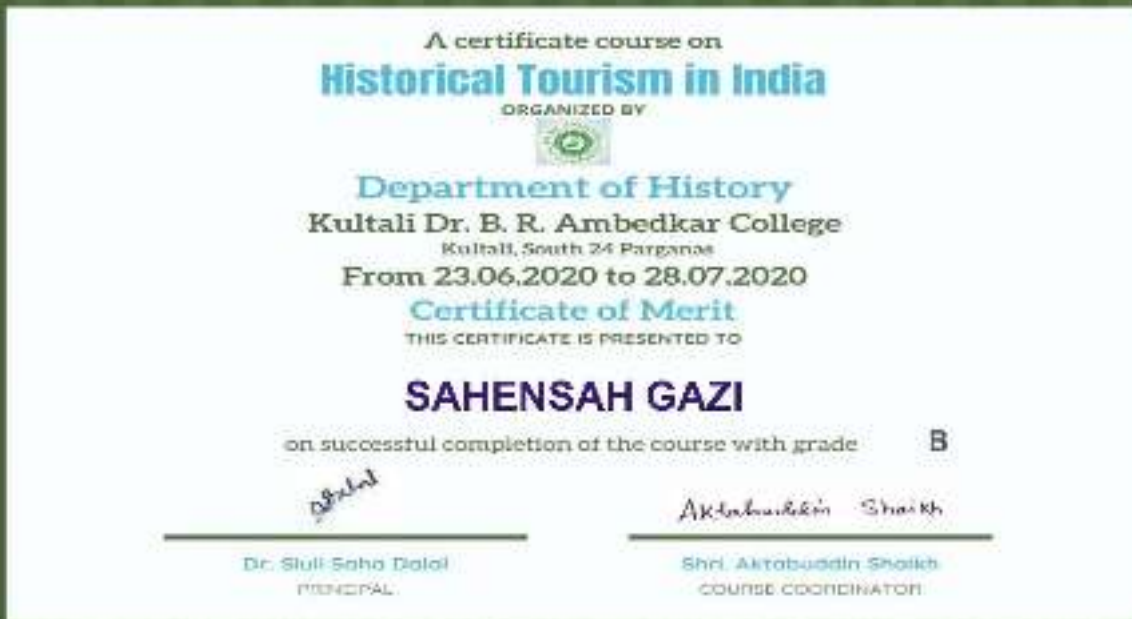 A certificate course on
Historical Tourism in India
ORGANIZED BY
Department of History
Kultali Dr. B. R. Ambedkar College
Kultali, South 24 Parganas
From 23.06.2020 to 28.07.2020
Certificate of Merit
THIS CERTIFICATE IS PRESENTED TO
SAHENSAH GAZI
on successful completion of the course with grade B
Aktabuddin Shaikh
Dr. Siuli Saha Dalal
Shri. Aktabuddin Shaikh
PRINCIPAL
COURSE COORDINATOR